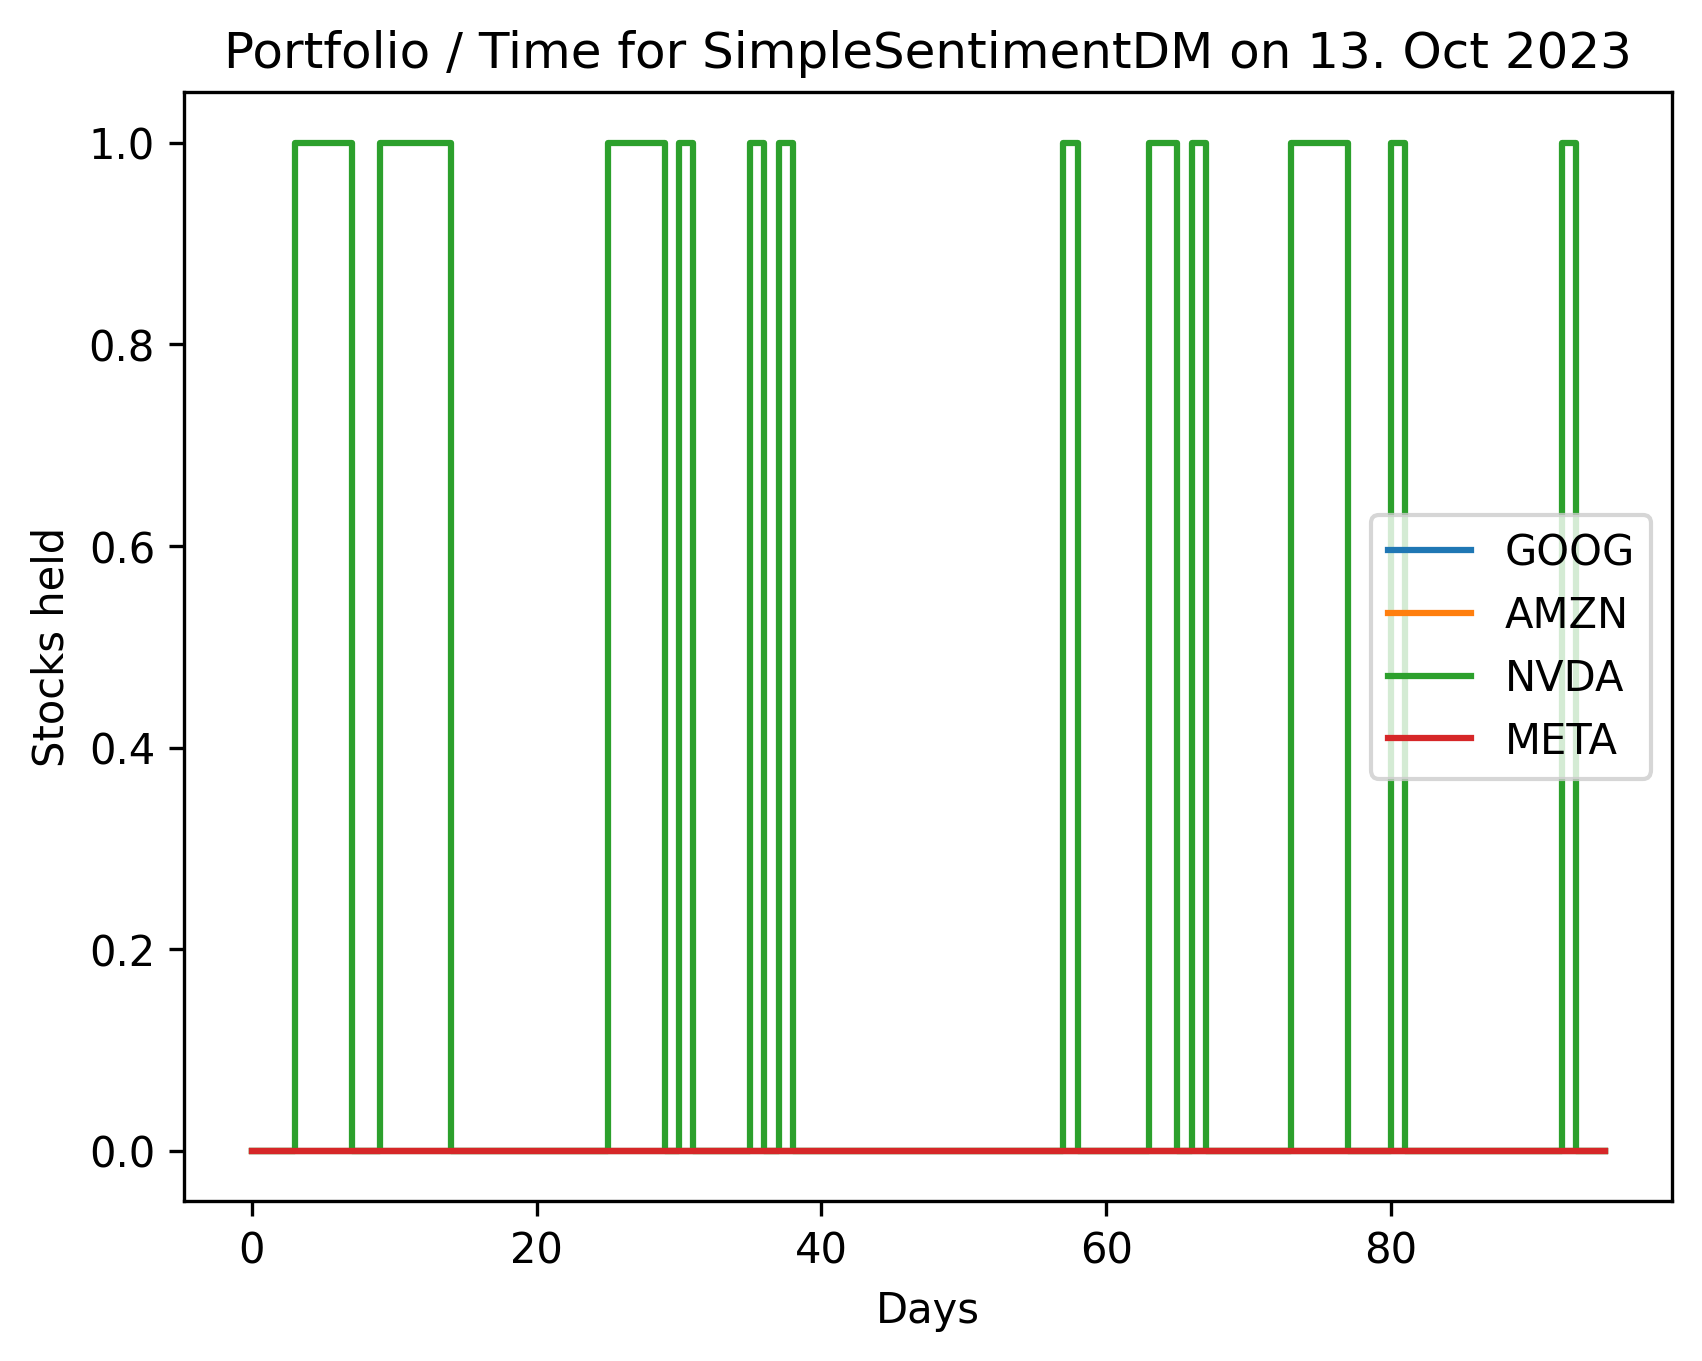 Portfolio / Time for SimpleSentimentDM on 13. Oct 2023
1.0
0.8
0.6
0.4
0.2
0.0
Stocks held
GOOG
AMZN
NVDA
META
0 20 40 60 80
Days